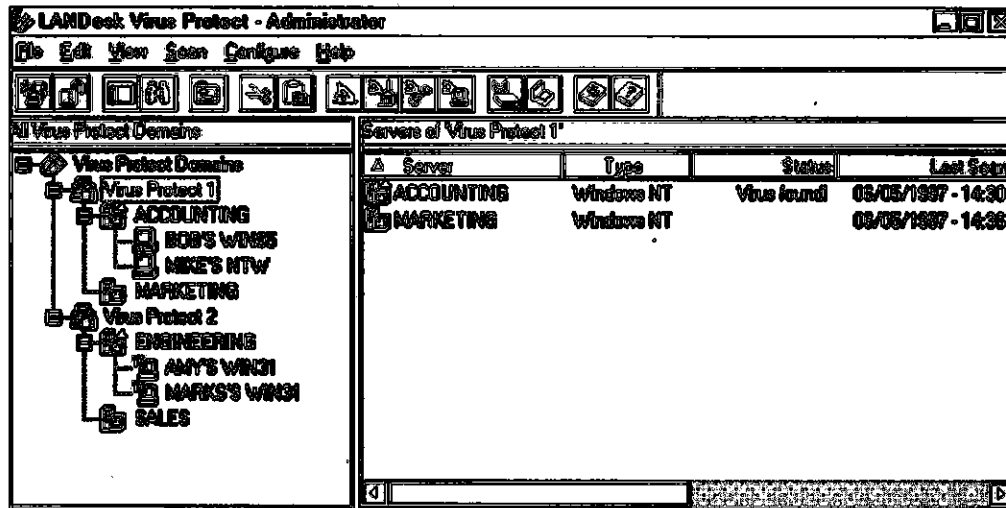 LANDesk Virus Protect - Administrator
File Edit View Scan Configure Help
All Virus Protect Domains
Servers of 'Virus Protect 1'
Server Type Status Last Scan
Virus Protect Domains
Virus Protect 1
ACCOUNTING
BOB'S WIN95
MIKE'S NTW
MARKETING
Virus Protect 2
ENGINEERING
AMY'S WIN31
MARKS'S WIN31
SALES
ACCOUNTING Windows NT Virus found 06/05/1997 - 14:30
MARKETING Windows NT 06/05/1997 -